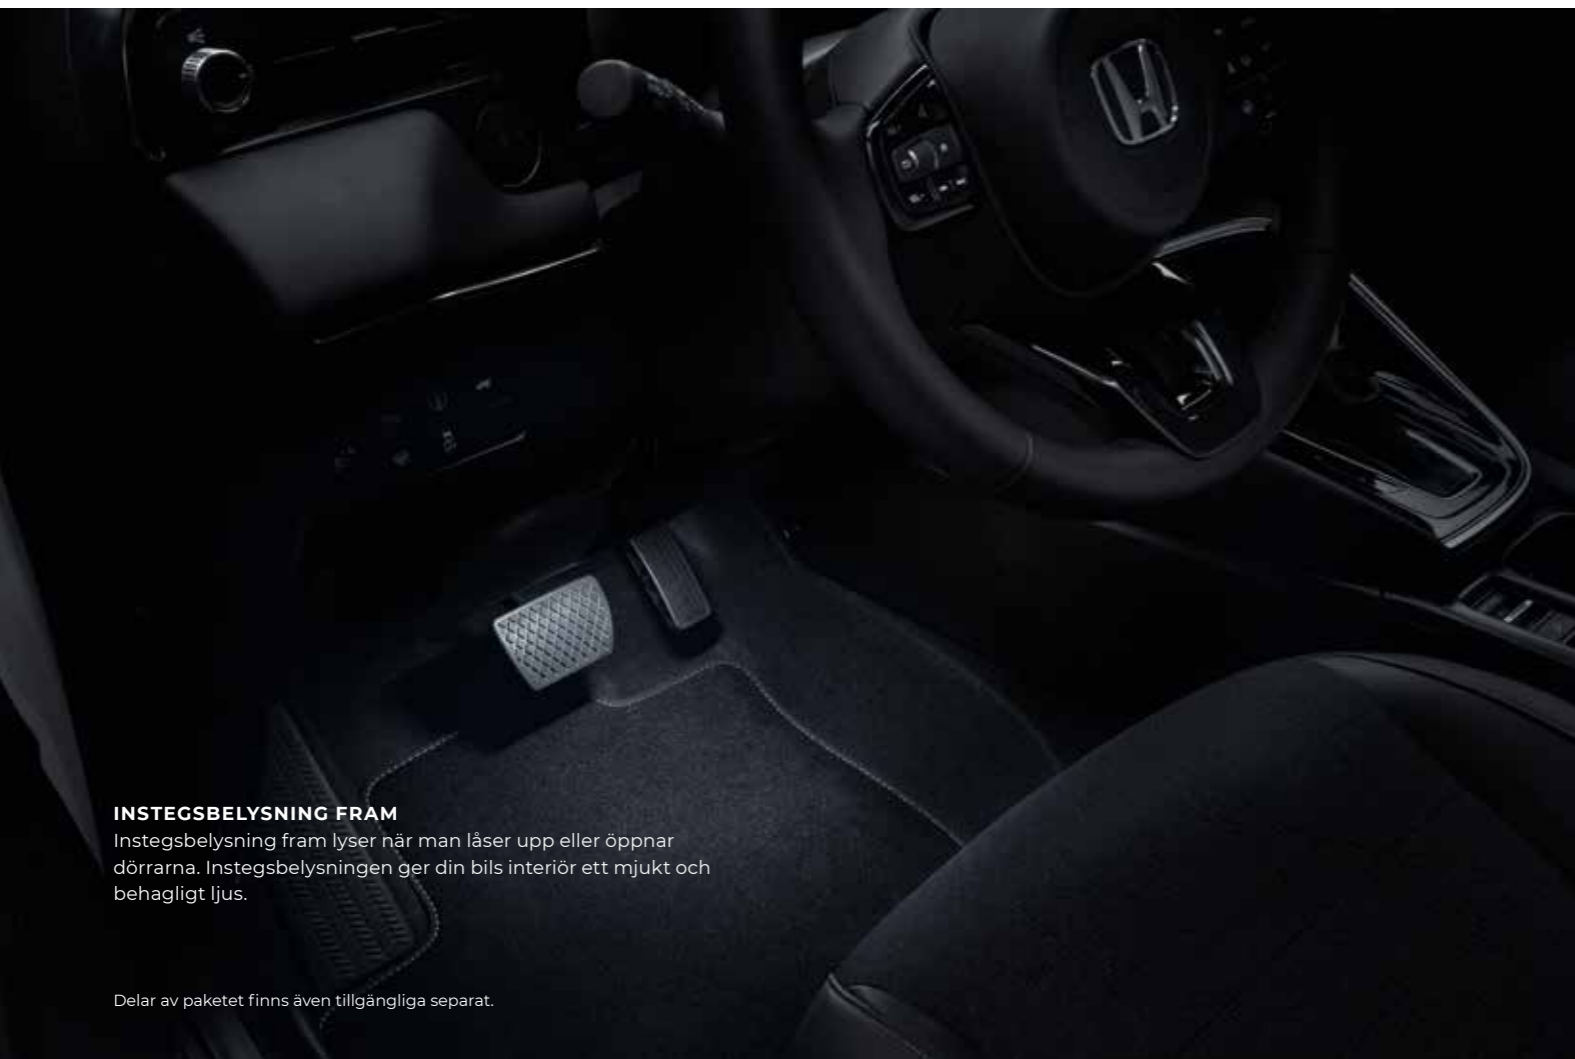 INSTEGSBELYSNING FRAM
Instegsbelysning fram lyser när man låser upp eller öppnar
dörrarna. Instegsbelysningen ger din bils interiör ett mjukt och
behagligt ljus.
Delar av paketet finns även tillgängliga separat.